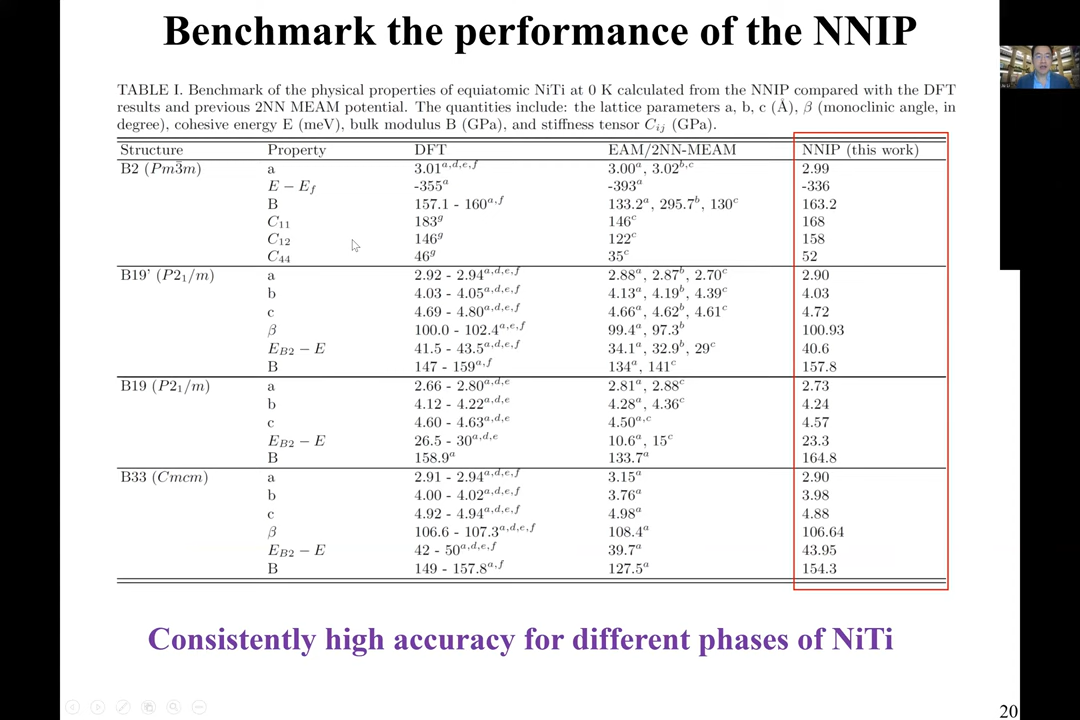 Benchmark the performance of the NNIP
TABLE I. Benchmark of the physical properties of equiatomic NiTi at 0 K calculated from the NNIP compared with the DFT
results and previous 2NN MEAM potential. The quantities include: the lattice parameters a, b, c (Å), β (monoclinic angle, in
degree), cohesive energy E (meV), bulk modulus B (GPa), and stiffness tensor C_ij (GPa).
Structure Property DFT EAM/2NN-MEAM NNIP (this work)
B2 (Pm3̄m) a 3.01^a,d,e,f 3.00^a, 3.02^b,c 2.99
E − E_f -355^a -393^a -336
B 157.1 - 160^a,f 133.2^a, 295.7^b, 130^c 163.2
C_11 183^g 146^c 168
C_12 146^g 122^c 158
C_44 46^g 35^c 52
B19' (P2_1/m) a 2.92 - 2.94^a,d,e,f 2.88^a, 2.87^b, 2.70^c 2.90
b 4.03 - 4.05^a,d,e,f 4.13^a, 4.19^b, 4.39^c 4.03
c 4.69 - 4.80^a,d,e,f 4.66^a, 4.62^b, 4.61^c 4.72
β 100.0 - 102.4^a,e,f 99.4^a, 97.3^b 100.93
E_B2 − E 41.5 - 43.5^a,d,e,f 34.1^a, 32.9^b, 29^c 40.6
B 147 - 159^a,f 134^a, 141^c 157.8
B19 (P2_1/m) a 2.66 - 2.80^a,d,e 2.81^a, 2.88^c 2.73
b 4.12 - 4.22^a,d,e 4.28^a, 4.36^c 4.24
c 4.60 - 4.63^a,d,e 4.50^a,c 4.57
E_B2 − E 26.5 - 30^a,d,e 10.6^a, 15^c 23.3
B 158.9^a 133.7^a 164.8
B33 (Cmcm) a 2.91 - 2.94^a,d,e,f 3.15^a 2.90
b 4.00 - 4.02^a,d,e,f 3.76^a 3.98
c 4.92 - 4.94^a,d,e,f 4.98^a 4.88
β 106.6 - 107.3^a,d,e,f 108.4^a 106.64
E_B2 − E 42 - 50^a,d,e,f 39.7^a 43.95
B 149 - 157.8^a,f 127.5^a 154.3
Consistently high accuracy for different phases of NiTi
20